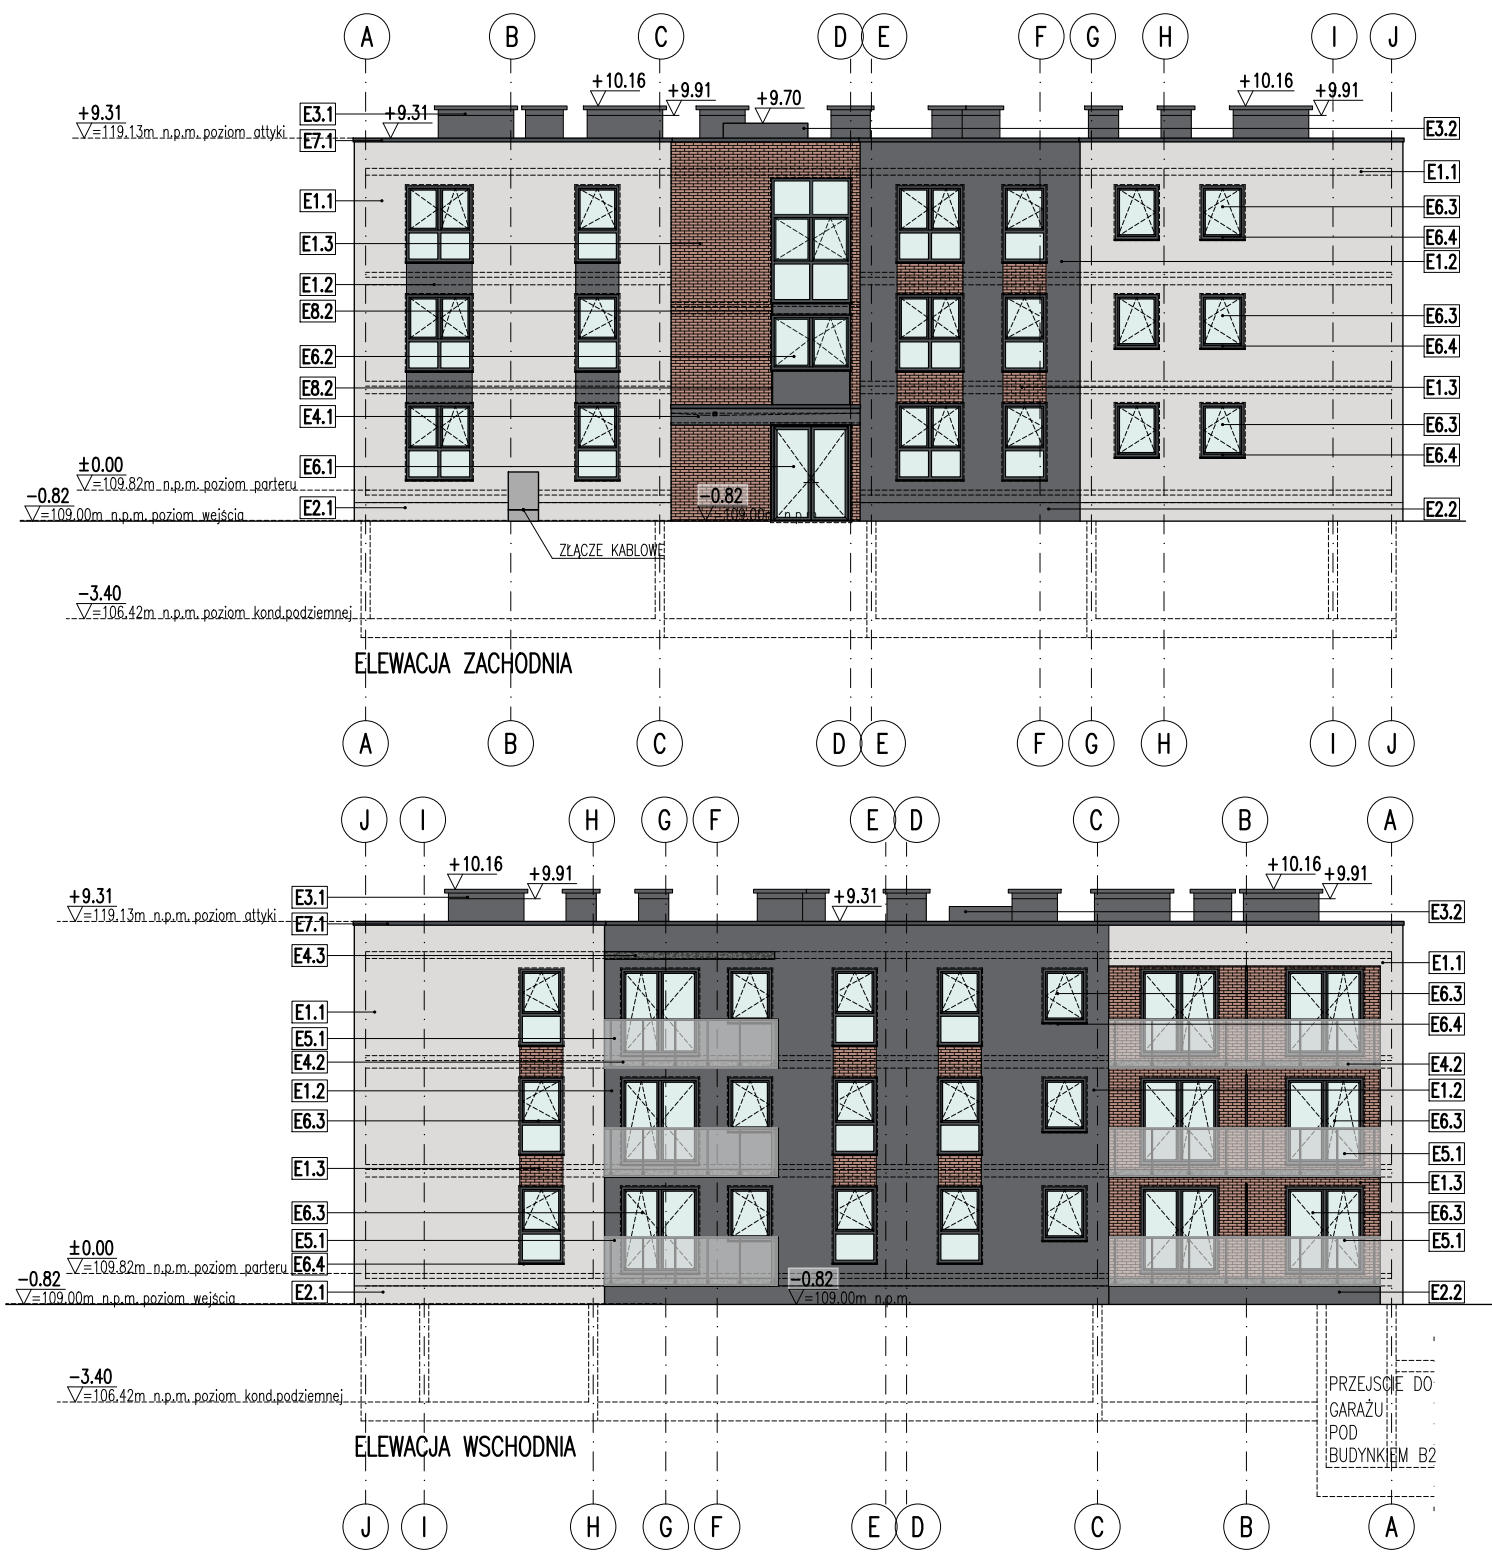 A B C D E F G H I J
+10.16 +9.91 +9.70 +10.16 +9.91
+9.31 E3.1 +9.31
=119.13m n.p.m. poziom attyki E7.1 E3.2
E1.1
E1.1
E6.3
E1.3
E6.4
E1.2
E1.2
E8.2
E6.3
E6.2
E6.4
E8.2
E1.3
E4.1
E6.3
±0.00 E6.1
E6.4
=109.82m n.p.m. poziom parteru
-0.82 -0.82
=109.00m n.p.m. poziom wejścia E2.1 E2.2
ZŁĄCZE KABLOWE
-3.40
=106.42m n.p.m. poziom kond.podziemnej
ELEWACJA ZACHODNIA
A B C D E F G H I J
J I H G F E D C B A
+10.16 +9.91 +10.16 +9.91
+9.31 E3.1 +9.31
=119.13m n.p.m. poziom attyki E7.1 E3.2
E4.3
E1.1
E6.3
E1.1
E6.4
E5.1
E4.2
E4.2
E1.2
E1.2
E6.3
E6.3
E5.1
E1.3
E1.3
E6.3
E6.3
E5.1
E5.1
±0.00
=109.82m n.p.m. poziom parteru E6.4
-0.82 -0.82
=109.00m n.p.m. poziom wejścia E2.1 =109.00m n.p.m. E2.2
-3.40
=106.42m n.p.m. poziom kond.podziemnej
PRZEJŚCIE DO
GARAŻU
POD
BUDYNKIEM B2
ELEWACJA WSCHODNIA
J I H G F E D C B A